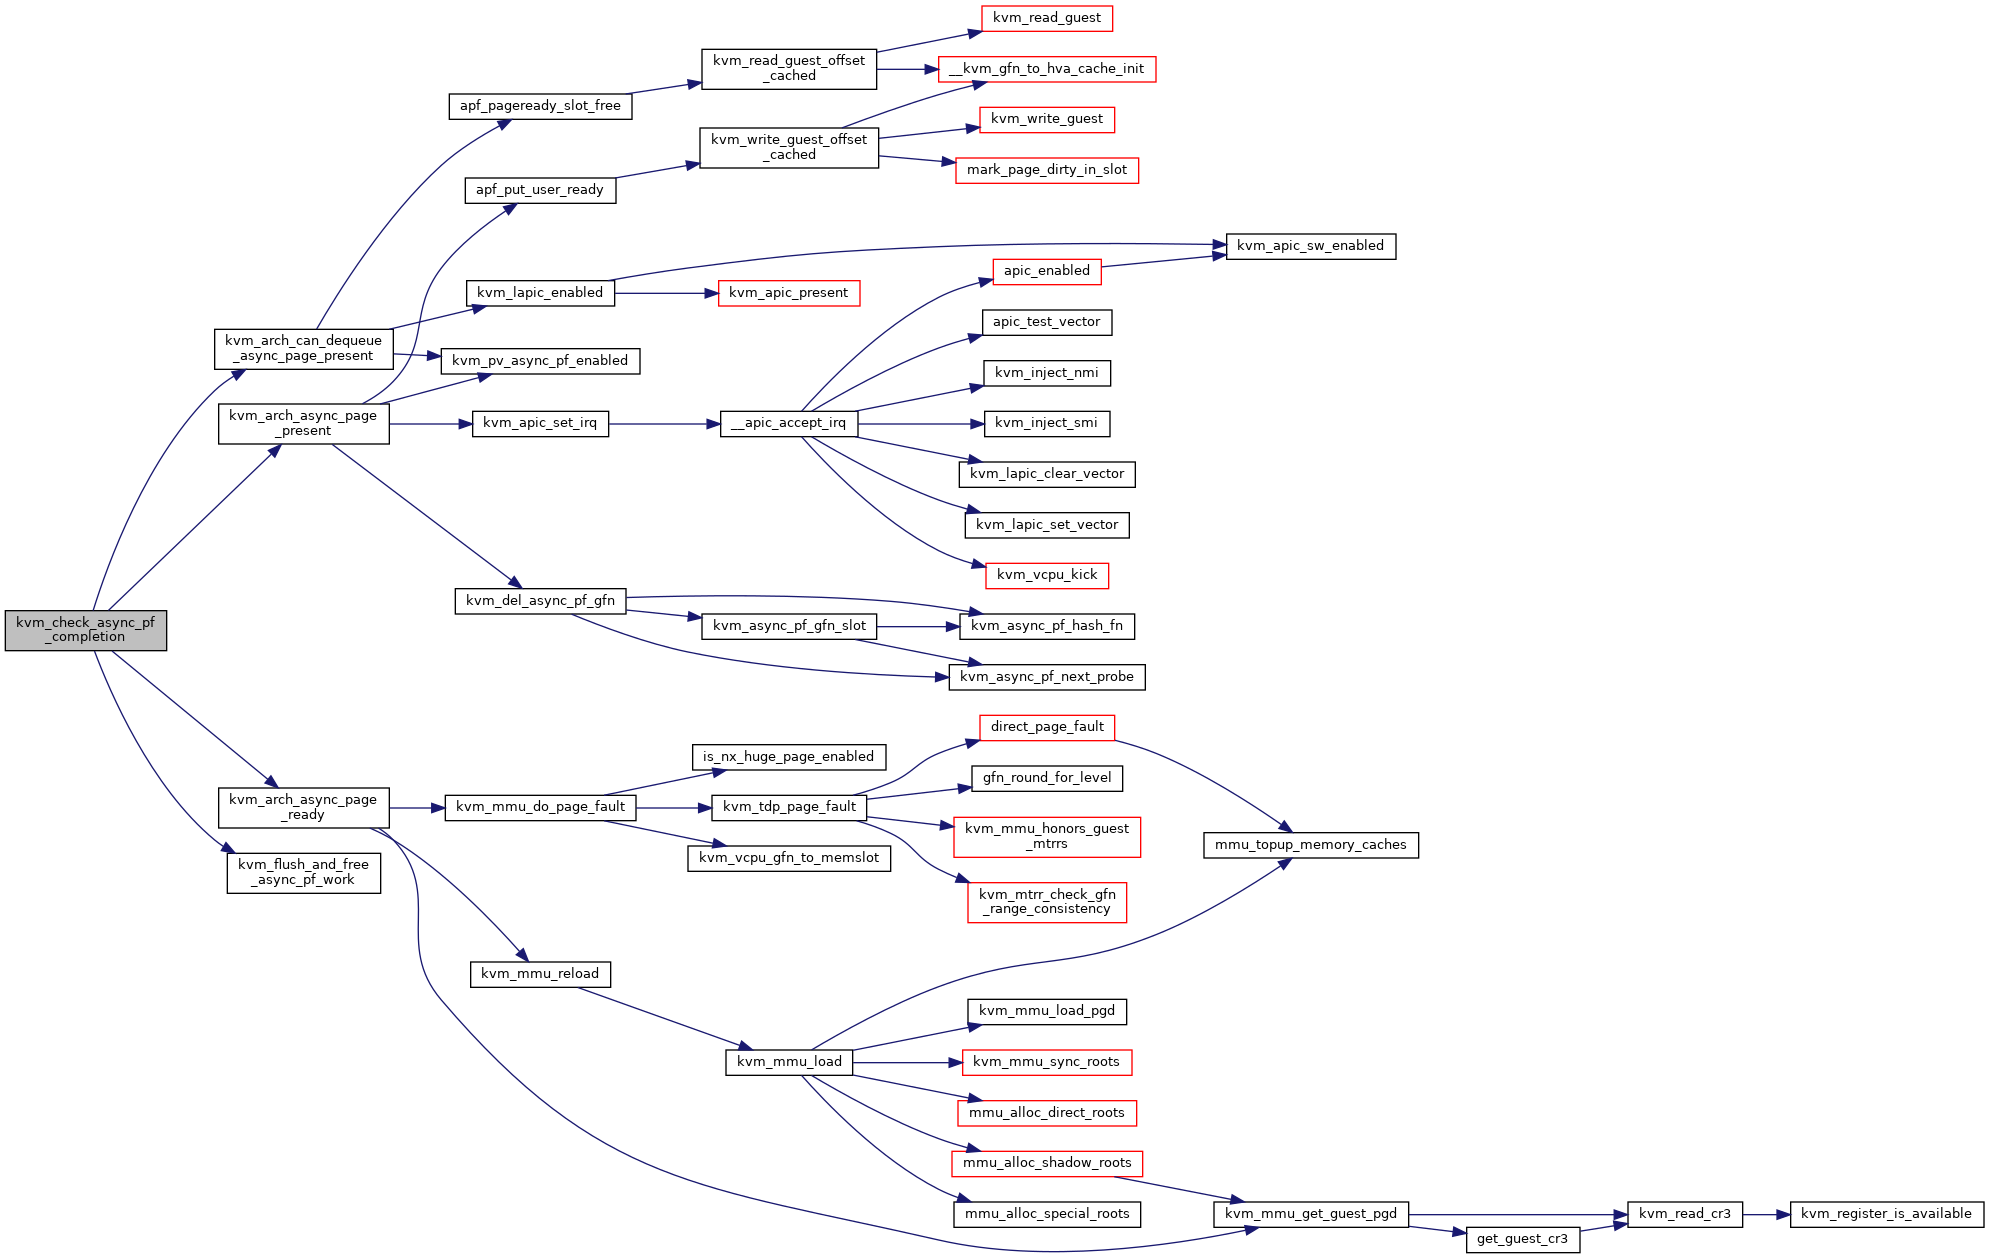 kvm_check_async_pf
_completion
kvm_arch_can_dequeue
_async_page_present
kvm_arch_async_page
_present
kvm_arch_async_page
_ready
kvm_flush_and_free
_async_pf_work
apf_pageready_slot_free
apf_put_user_ready
kvm_lapic_enabled
kvm_pv_async_pf_enabled
kvm_apic_set_irq
kvm_del_async_pf_gfn
kvm_mmu_do_page_fault
kvm_mmu_reload
kvm_read_guest_offset
_cached
kvm_write_guest_offset
_cached
kvm_apic_present
__apic_accept_irq
kvm_async_pf_gfn_slot
is_nx_huge_page_enabled
kvm_tdp_page_fault
kvm_vcpu_gfn_to_memslot
kvm_mmu_load
kvm_read_guest
__kvm_gfn_to_hva_cache_init
kvm_write_guest
mark_page_dirty_in_slot
apic_enabled
apic_test_vector
kvm_inject_nmi
kvm_inject_smi
kvm_lapic_clear_vector
kvm_lapic_set_vector
kvm_vcpu_kick
kvm_async_pf_hash_fn
kvm_async_pf_next_probe
direct_page_fault
gfn_round_for_level
kvm_mmu_honors_guest
_mtrrs
kvm_mtrr_check_gfn
_range_consistency
kvm_mmu_load_pgd
kvm_mmu_sync_roots
mmu_alloc_direct_roots
mmu_alloc_shadow_roots
mmu_alloc_special_roots
kvm_apic_sw_enabled
mmu_topup_memory_caches
kvm_mmu_get_guest_pgd
get_guest_cr3
kvm_read_cr3
kvm_register_is_available